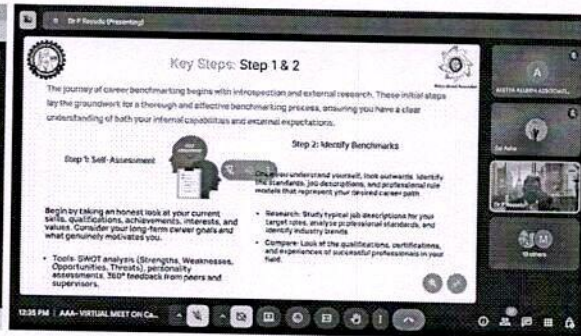 Dr P Rayudu (Presenting)
Key Steps: Step 1 & 2
The journey of career benchmarking begins with introspection and external research. These initial steps
lay the groundwork for a thorough and effective benchmarking process, ensuring you have a clear
understanding of both your internal capabilities and external expectations.
Step 1: Self-Assessment
Begin by taking an honest look at your current
skills, qualifications, achievements, interests, and
values. Consider your long-term career goals and
what genuinely motivates you.
• Tools: SWOT analysis (Strengths, Weaknesses,
Opportunities, Threats), personality
assessments, 360° feedback from peers and
supervisors.
Step 2: Identify Benchmarks
you understand yourself, look outwards. Identify
the standards, job descriptions, and professional role
models that represent your desired career path.
• Research: Study typical job descriptions for your
target roles, analyse professional standards, and
identify industry trends.
• Compare: Look at the qualifications, certifications,
and experiences of successful professionals in your
field.
A
M
12:35 PM | AAA- VIRTUAL MEET ON CA...